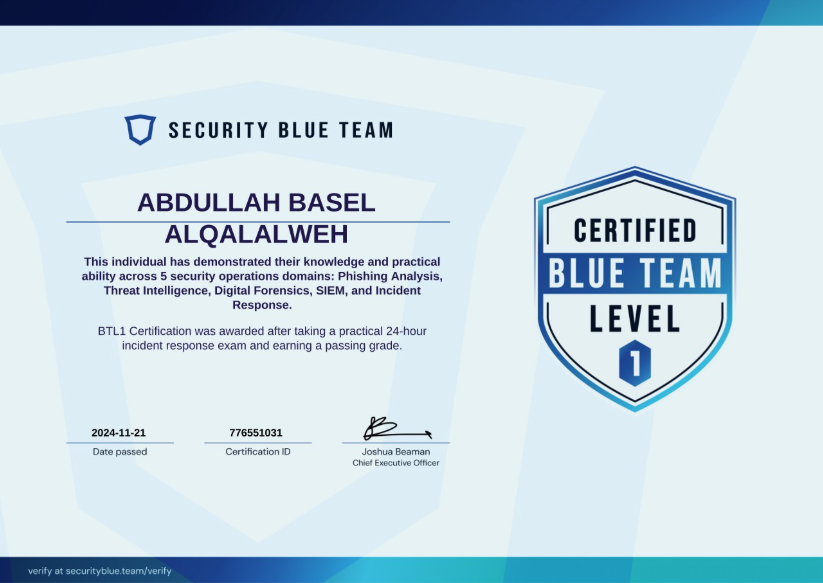 SECURITY BLUE TEAM
ABDULLAH BASEL
ALQALALWEH
This individual has demonstrated their knowledge and practical
ability across 5 security operations domains: Phishing Analysis,
Threat Intelligence, Digital Forensics, SIEM, and Incident
Response.
BTL1 Certification was awarded after taking a practical 24-hour
incident response exam and earning a passing grade.
2024-11-21
Date passed
776551031
Certification ID
Joshua Beaman
Chief Executive Officer
CERTIFIED
BLUE TEAM
LEVEL
1
verify at securityblue.team/verify